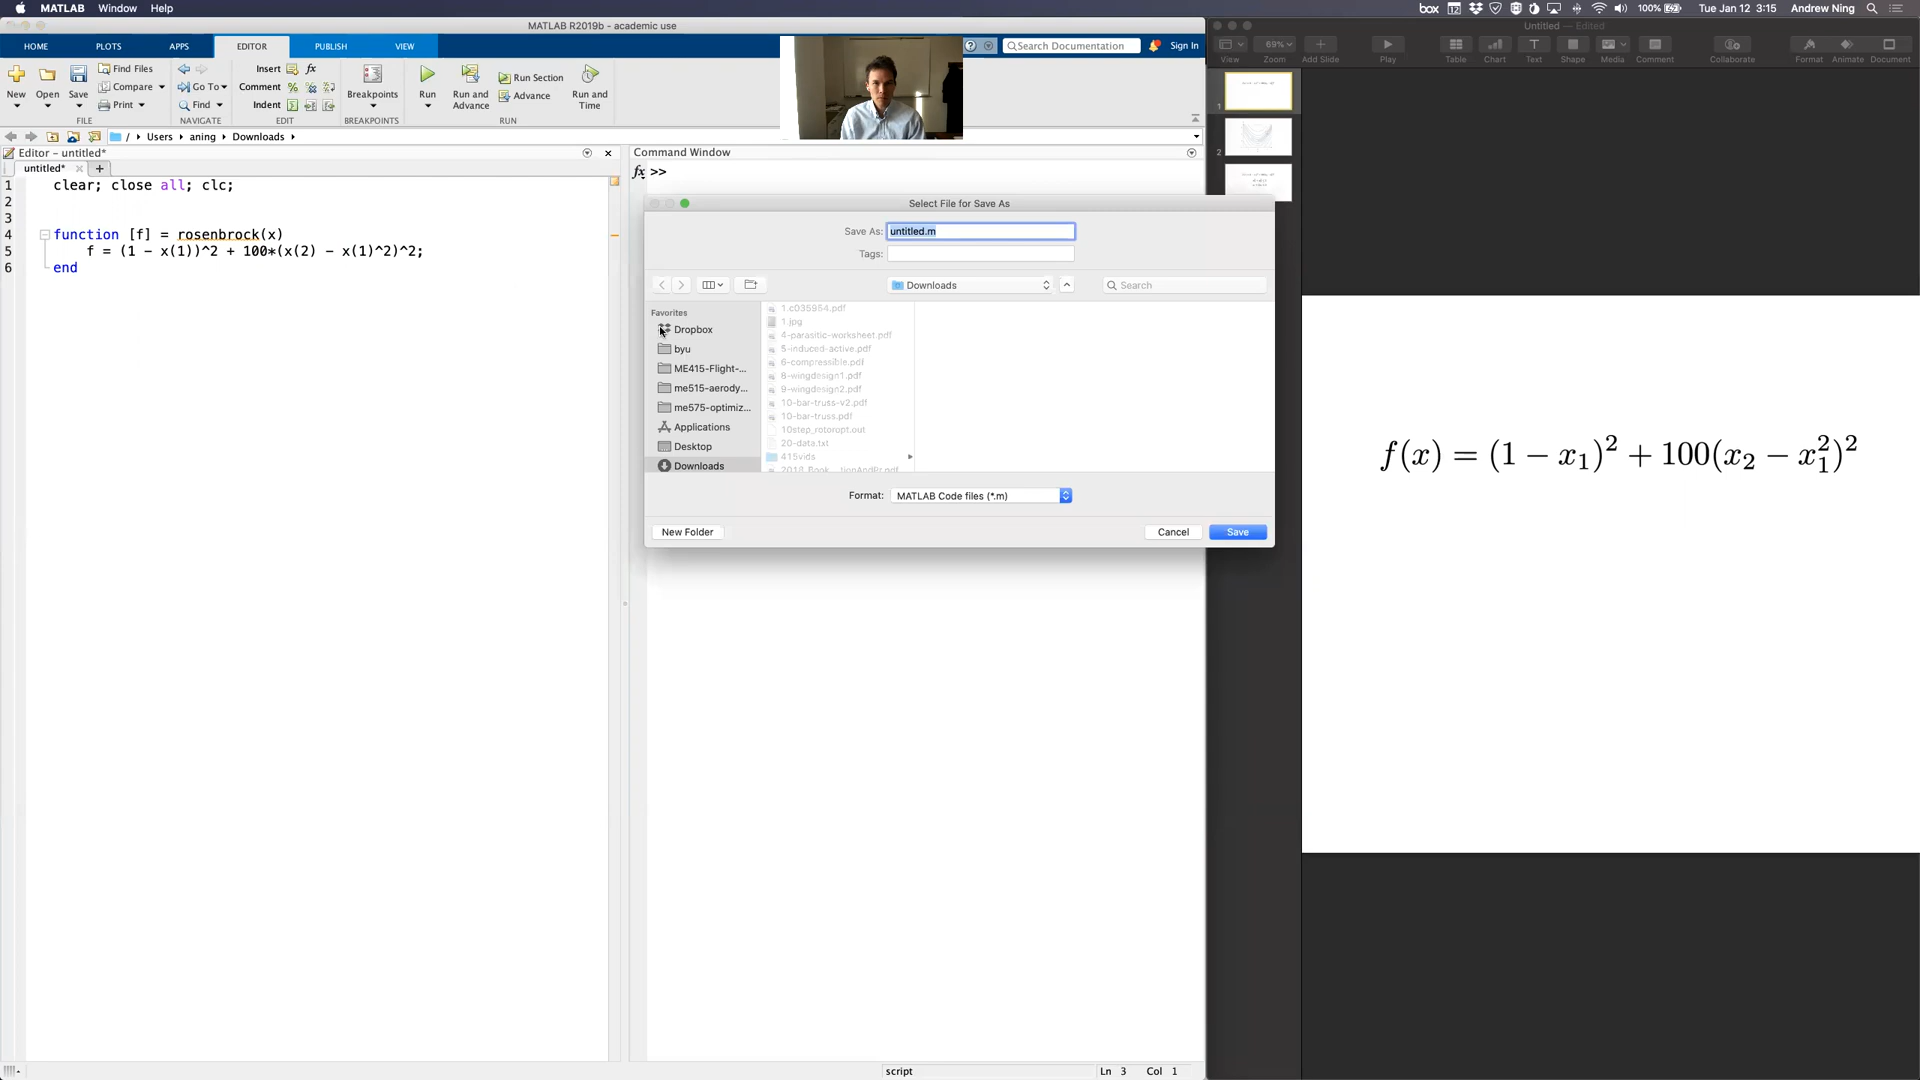 MATLAB Window Help
box 12 100% Tue Jan 12 3:15 Andrew Ning
MATLAB R2019b - academic use
HOME PLOTS APPS EDITOR PUBLISH VIEW
Search Documentation Sign In
New Open Save
Find Files
Compare
Print
FILE
Go To
Find
NAVIGATE
Insert fx
Comment
Indent
EDIT
Breakpoints
BREAKPOINTS
Run
Run and Advance
Run Section
Advance
Run and Time
RUN
/ Users aning Downloads
Editor - untitled*
untitled* +
1 clear; close all; clc;
2
3
4 function [f] = rosenbrock(x)
5 f = (1 - x(1))^2 + 100*(x(2) - x(1)^2)^2;
6 end
Command Window
fx >>
Select File for Save As
Save As: untitled.m
Tags:
Downloads
Search
Favorites
Dropbox
byu
ME415-Flight-...
me515-aerody...
me575-optimiz...
Applications
Desktop
Downloads
1.c035954.pdf
1.jpg
4-parasitic-worksheet.pdf
5-induced-active.pdf
6-compressible.pdf
8-wingdesign1.pdf
9-wingdesign2.pdf
10-bar-truss-v2.pdf
10-bar-truss.pdf
10step_rotoropt.out
20-data.txt
415vids
Format: MATLAB Code files (*.m)
New Folder Cancel Save
script Ln 3 Col 1
Untitled — Edited
69%
View Zoom Add Slide Play Table Chart Text Shape Media Comment Collaborate Format Animate Document
1
2
f(x) = (1 − x₁)² + 100(x₂ − x₁²)²